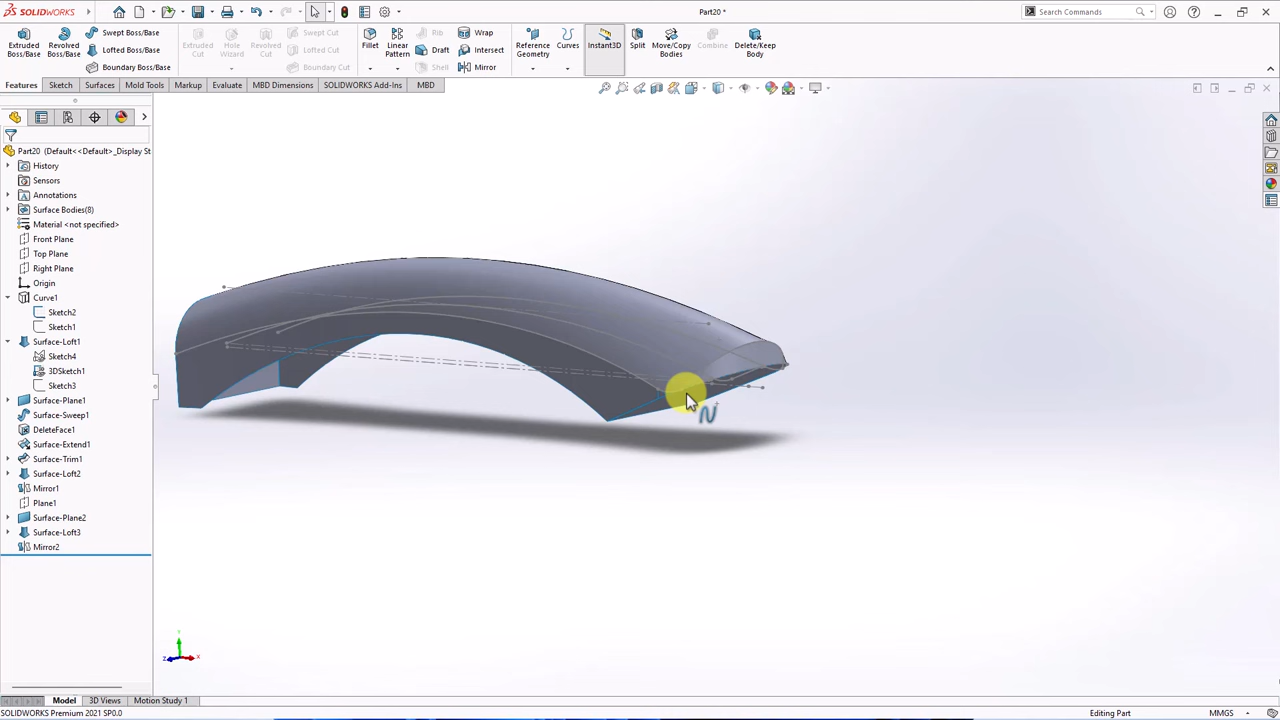 SOLIDWORKS
Part20 *
Search Commands
Extruded Boss/Base
Revolved Boss/Base
Swept Boss/Base
Lofted Boss/Base
Boundary Boss/Base
Extruded Cut
Hole Wizard
Revolved Cut
Swept Cut
Lofted Cut
Boundary Cut
Fillet
Linear Pattern
Rib
Draft
Shell
Wrap
Intersect
Mirror
Reference Geometry
Curves
Instant3D
Split
Move/Copy Bodies
Combine
Delete/Keep Body
Features
Sketch
Surfaces
Mold Tools
Markup
Evaluate
MBD Dimensions
SOLIDWORKS Add-Ins
MBD
Part20 (Default<<Default>_Display St
History
Sensors
Annotations
Surface Bodies(8)
Material <not specified>
Front Plane
Top Plane
Right Plane
Origin
Curve1
Sketch2
Sketch1
Surface-Loft1
Sketch4
3DSketch1
Sketch3
Surface-Plane1
Surface-Sweep1
DeleteFace1
Surface-Extend1
Surface-Trim1
Surface-Loft2
Mirror1
Plane1
Surface-Plane2
Surface-Loft3
Mirror2
Y
X
Z
Model
3D Views
Motion Study 1
SOLIDWORKS Premium 2021 SP0.0
Editing Part
MMGS